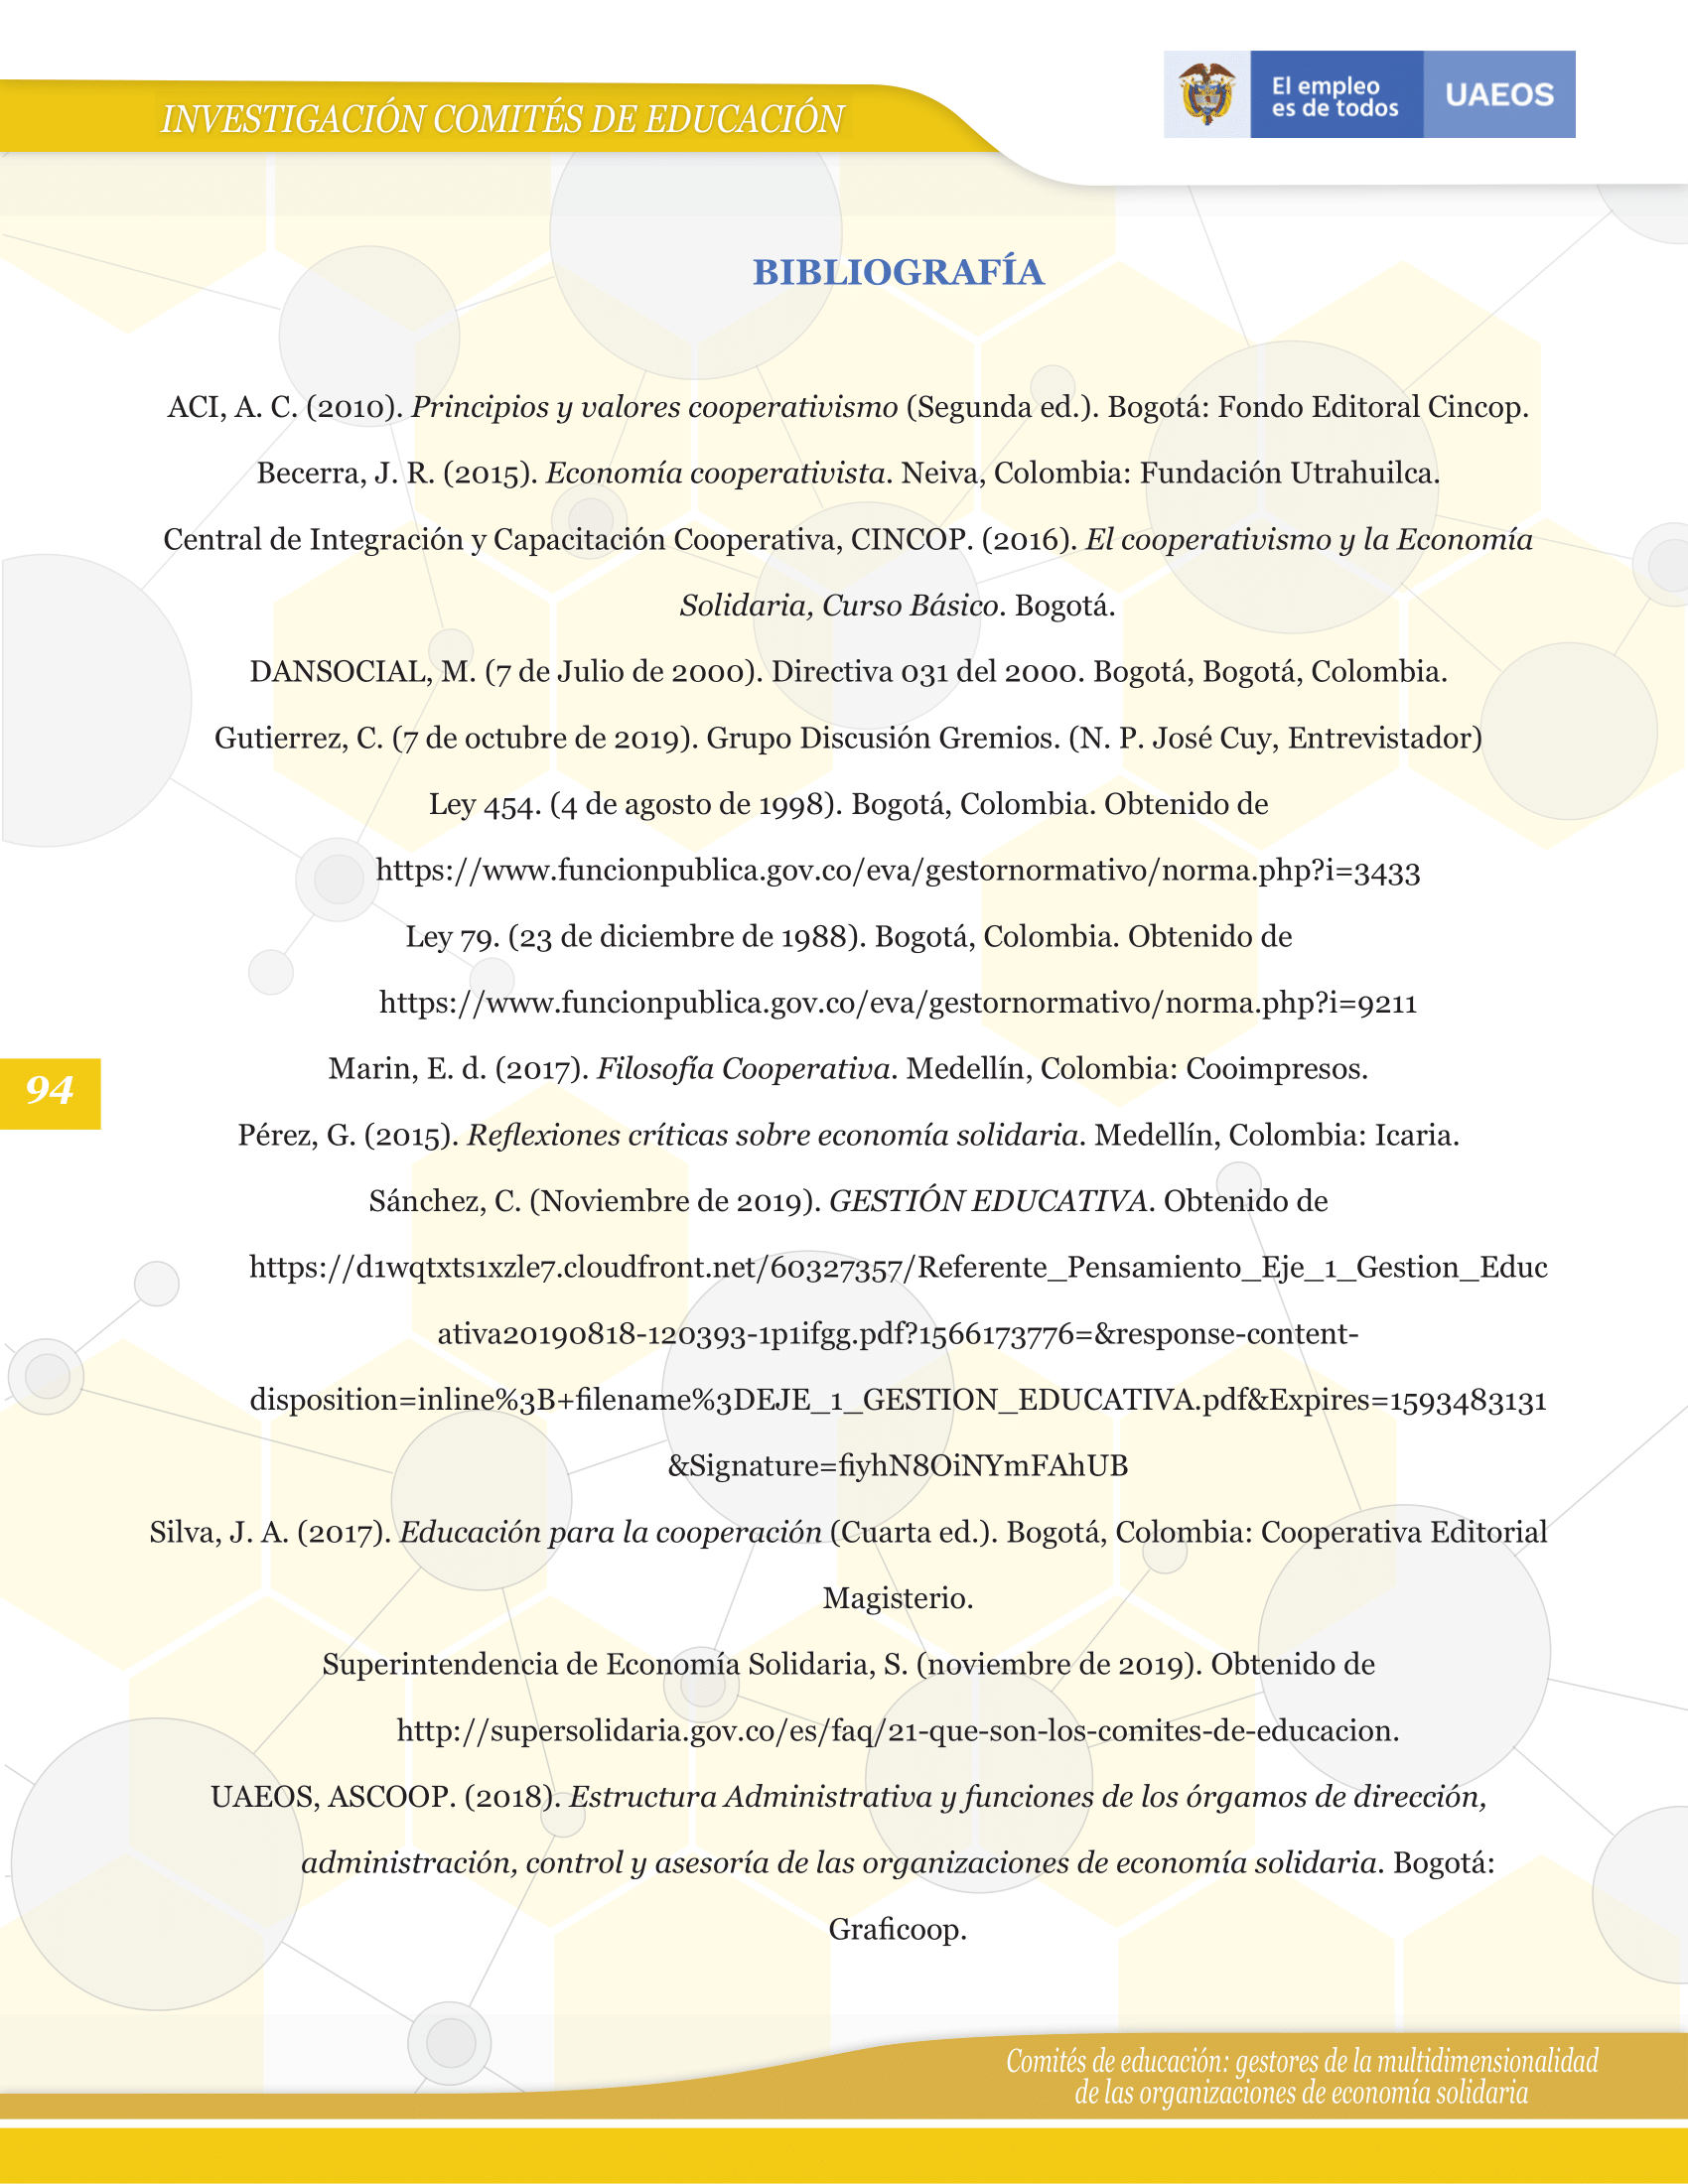 INVESTIGACIÓN COMITÉS DE EDUCACIÓN
El empleo
es de todos
UAEOS
BIBLIOGRAFÍA
ACI, A. C. (2010). Principios y valores cooperativismo (Segunda ed.). Bogotá: Fondo Editoral Cincop.
Becerra, J. R. (2015). Economía cooperativista. Neiva, Colombia: Fundación Utrahuilca.
Central de Integración y Capacitación Cooperativa, CINCOP. (2016). El cooperativismo y la Economía
Solidaria, Curso Básico. Bogotá.
DANSOCIAL, M. (7 de Julio de 2000). Directiva 031 del 2000. Bogotá, Bogotá, Colombia.
Gutierrez, C. (7 de octubre de 2019). Grupo Discusión Gremios. (N. P. José Cuy, Entrevistador)
Ley 454. (4 de agosto de 1998). Bogotá, Colombia. Obtenido de
https://www.funcionpublica.gov.co/eva/gestornormativo/norma.php?i=3433
Ley 79. (23 de diciembre de 1988). Bogotá, Colombia. Obtenido de
https://www.funcionpublica.gov.co/eva/gestornormativo/norma.php?i=9211
Marin, E. d. (2017). Filosofía Cooperativa. Medellín, Colombia: Cooimpresos.
94
Pérez, G. (2015). Reflexiones críticas sobre economía solidaria. Medellín, Colombia: Icaria.
Sánchez, C. (Noviembre de 2019). GESTIÓN EDUCATIVA. Obtenido de
https://d1wqtxts1xzle7.cloudfront.net/60327357/Referente_Pensamiento_Eje_1_Gestion_Educ
ativa20190818-120393-1p1ifgg.pdf?1566173776=&response-content-
disposition=inline%3B+filename%3DEJE_1_GESTION_EDUCATIVA.pdf&Expires=1593483131
&Signature=fiyhN8OiNYmFAhUB
Silva, J. A. (2017). Educación para la cooperación (Cuarta ed.). Bogotá, Colombia: Cooperativa Editorial
Magisterio.
Superintendencia de Economía Solidaria, S. (noviembre de 2019). Obtenido de
http://supersolidaria.gov.co/es/faq/21-que-son-los-comites-de-educacion.
UAEOS, ASCOOP. (2018). Estructura Administrativa y funciones de los órgamos de dirección,
administración, control y asesoría de las organizaciones de economía solidaria. Bogotá:
Graficoop.
Comités de educación: gestores de la multidimensionalidad
de las organizaciones de economía solidaria